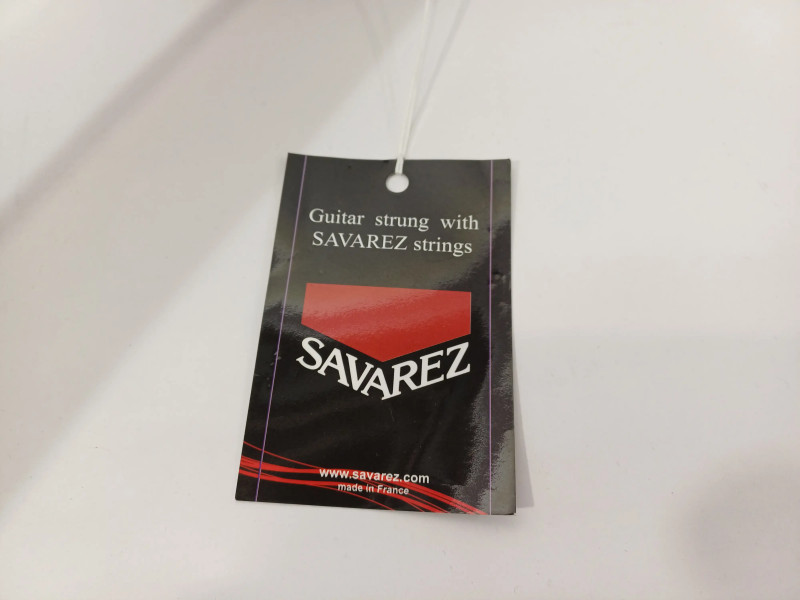 Guitar strung with
SAVAREZ strings
SAVAREZ
www.savarez.com
made in France